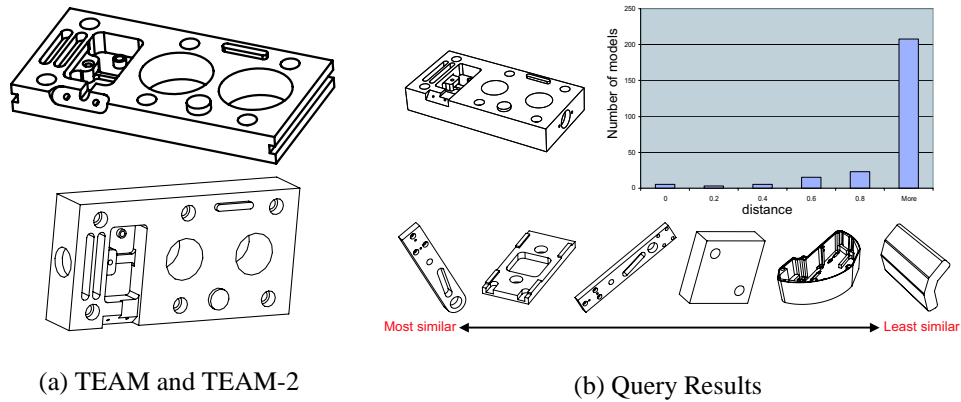 250
200
150
100
50
0
Number of models
0 0.2 0.4 0.6 0.8 More
distance
Most similar Least similar
(a) TEAM and TEAM-2
(b) Query Results